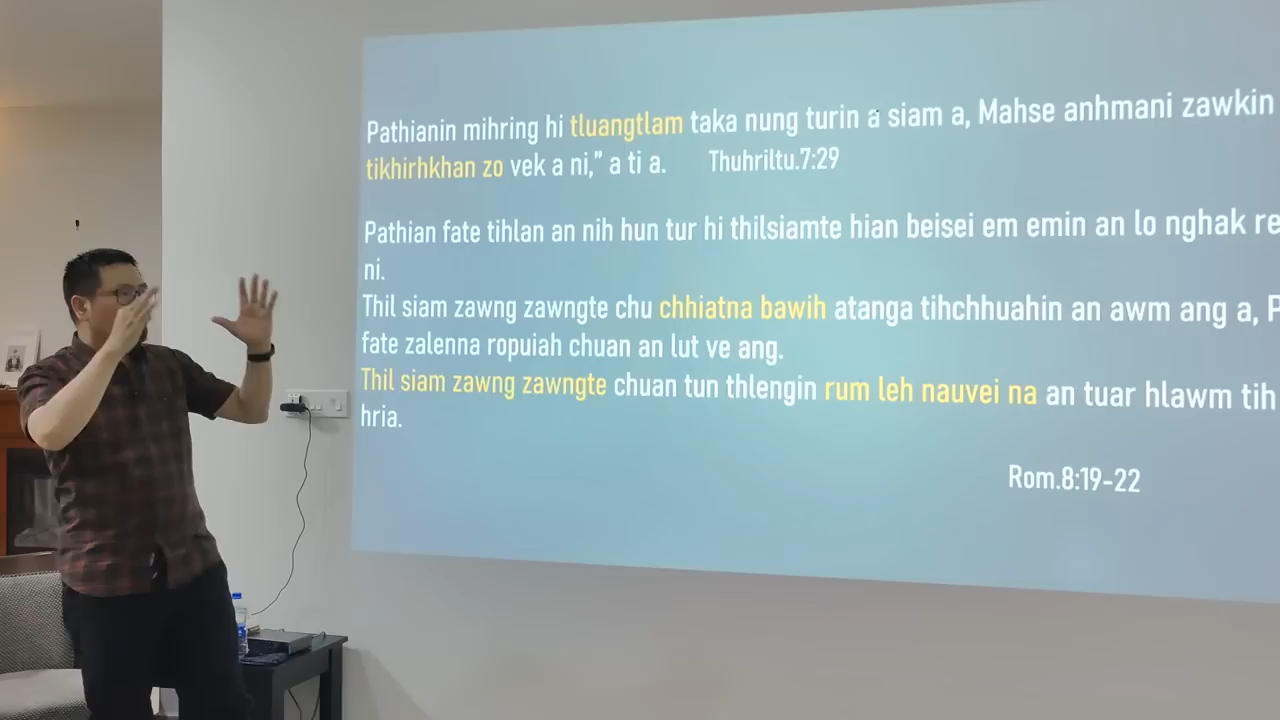 Pathianin mihring hi tluangtlam taka nung turin a siam a, Mahse anhmani zawkin
tikhirhkhan zo vek a ni,” a ti a. Thuhriltu.7:29
Pathian fate tihlan an nih hun tur hi thilsiamte hian beisei em emin an lo nghak
ni.
Thil siam zawng zawngte chu chhiatna bawih atanga tihchhuahin an awm ang a,
fate zalenna ropuiah chuan an lut ve ang.
Thil siam zawng zawngte chuan tun thlengin rum leh nauvei na an tuar hlawm tih
hria.
Rom.8:19-22